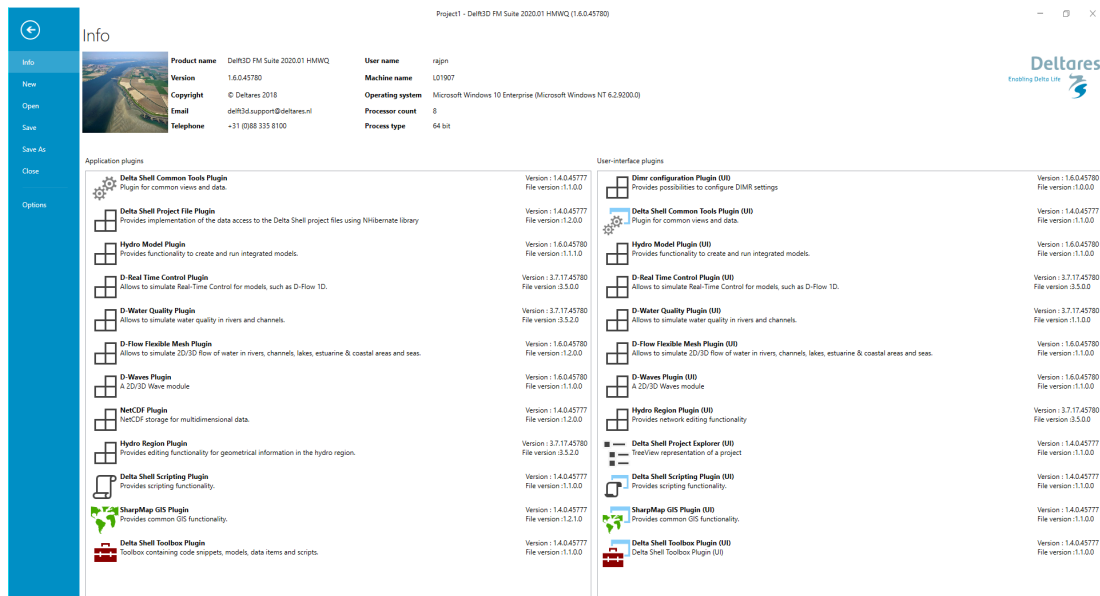 Project1 - Delft3D FM Suite 2020.01 HMWQ (1.6.0.45780)
Info
Info
New
Open
Save
Save As
Close
Options
Product name Delft3D FM Suite 2020.01 HMWQ User name rajpn
Version 1.6.0.45780 Machine name L01907
Copyright © Deltares 2018 Operating system Microsoft Windows 10 Enterprise (Microsoft Windows NT 6.2.9200.0)
Email delft3d.support@deltares.nl Processor count 8
Telephone +31 (0)88 335 8100 Process type 64 bit
Deltares
Enabling Delta Life
Application plugins
Delta Shell Common Tools Plugin Version : 1.4.0.45777
Plugin for common views and data. File version :1.1.0.0
Delta Shell Project File Plugin Version : 1.4.0.45777
Provides implementation of the data access to the Delta Shell project files using NHibernate library File version :1.2.0.0
Hydro Model Plugin Version : 1.6.0.45780
Provides functionality to create and run integrated models. File version :1.1.1.0
D-Real Time Control Plugin Version : 3.7.17.45780
Allows to simulate Real-Time Control for models, such as D-Flow 1D. File version :3.5.0.0
D-Water Quality Plugin Version : 3.7.17.45780
Allows to simulate water quality in rivers and channels. File version :3.5.2.0
D-Flow Flexible Mesh Plugin Version : 1.6.0.45780
Allows to simulate 2D/3D flow of water in rivers, channels, lakes, estuarine & coastal areas and seas. File version :1.2.0.0
D-Waves Plugin Version : 1.6.0.45780
A 2D/3D Wave module File version :1.1.0.0
NetCDF Plugin Version : 1.4.0.45777
NetCDF storage for multidimensional data. File version :1.2.0.0
Hydro Region Plugin Version : 3.7.17.45780
Provides editing functionality for geometrical information in the hydro region. File version :3.5.2.0
Delta Shell Scripting Plugin Version : 1.4.0.45777
Provides scripting functionality. File version :1.1.0.0
SharpMap GIS Plugin Version : 1.4.0.45777
Provides common GIS functionality. File version :1.2.1.0
Delta Shell Toolbox Plugin Version : 1.4.0.45777
Toolbox containing code snippets, models, data items and scripts. File version :1.1.0.0
User-interface plugins
Dimr configuration Plugin (UI) Version : 1.6.0.45780
Provides possibilities to configure DIMR settings File version :1.0.0.0
Delta Shell Common Tools Plugin (UI) Version : 1.4.0.45777
Plugin for common views and data. File version :1.1.0.0
Hydro Model Plugin (UI) Version : 1.6.0.45780
Provides functionality to create and run integrated models. File version :1.1.1.0
D-Real Time Control Plugin (UI) Version : 3.7.17.45780
Allows to simulate Real-Time Control for models, such as D-Flow 1D. File version :3.5.0.0
D-Water Quality Plugin (UI) Version : 3.7.17.45780
Allows to simulate water quality in rivers and channels. File version :1.1.0.0
D-Flow Flexible Mesh Plugin (UI) Version : 1.6.0.45780
Allows to simulate 2D/3D flow of water in rivers, channels, lakes, estuarine & coastal areas and seas. File version :1.1.0.0
D-Waves Plugin (UI) Version : 1.6.0.45780
A 2D/3D Waves module File version :1.1.0.0
Hydro Region Plugin (UI) Version : 3.7.17.45780
Provides network editing functionality File version :3.5.0.0
Delta Shell Project Explorer (UI) Version : 1.4.0.45777
TreeView representation of a project File version :1.1.0.0
Delta Shell Scripting Plugin (UI) Version : 1.4.0.45777
Provides scripting functionality. File version :1.1.0.0
SharpMap GIS Plugin (UI) Version : 1.4.0.45777
Provides common GIS functionality. File version :1.1.0.0
Delta Shell Toolbox Plugin (UI) Version : 1.4.0.45777
Delta Shell Toolbox Plugin (UI) File version :1.1.0.0